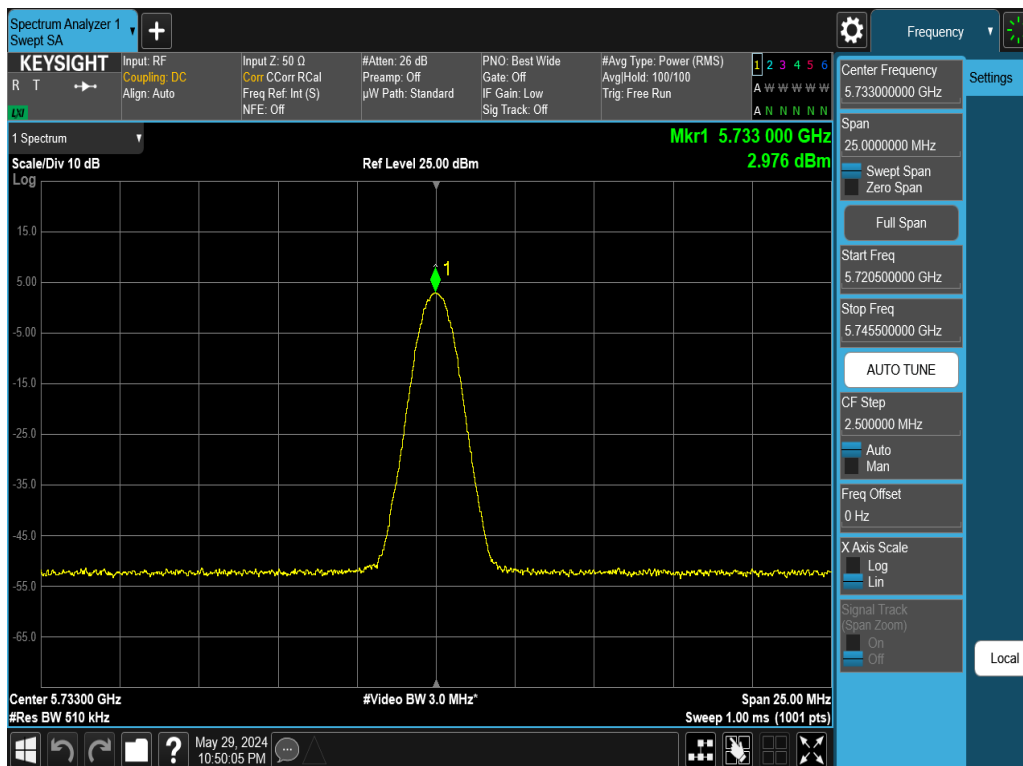 Spectrum Analyzer 1
Swept SA
+
Frequency
KEYSIGHT
R T
LXI
Input: RF
Coupling: DC
Align: Auto
Input Z: 50 Ω
Corr CCorr RCal
Freq Ref: Int (S)
NFE: Off
#Atten: 26 dB
Preamp: Off
µW Path: Standard
PNO: Best Wide
Gate: Off
IF Gain: Low
Sig Track: Off
#Avg Type: Power (RMS)
Avg|Hold: 100/100
Trig: Free Run
1 2 3 4 5 6
A W W W W W
A N N N N N
1 Spectrum
Scale/Div 10 dB
Log
Ref Level 25.00 dBm
Mkr1 5.733 000 GHz
2.976 dBm
15.0
5.00
-5.00
-15.0
-25.0
-35.0
-45.0
-55.0
-65.0
1
Center 5.73300 GHz
#Res BW 510 kHz
#Video BW 3.0 MHz*
Span 25.00 MHz
Sweep 1.00 ms (1001 pts)
Center Frequency
5.733000000 GHz
Span
25.0000000 MHz
Swept Span
Zero Span
Full Span
Start Freq
5.720500000 GHz
Stop Freq
5.745500000 GHz
AUTO TUNE
CF Step
2.500000 MHz
Auto
Man
Freq Offset
0 Hz
X Axis Scale
Log
Lin
Signal Track
(Span Zoom)
On
Off
Settings
Local
?
May 29, 2024
10:50:05 PM